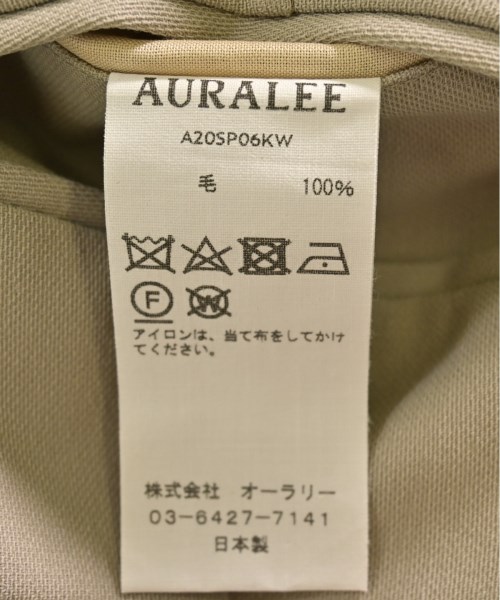 AURALEE
A20SP06KW
毛 100%
F W
アイロンは、当て布をしてかけ
てください。
株式会社 オーラリー
03-6427-7141
日本製